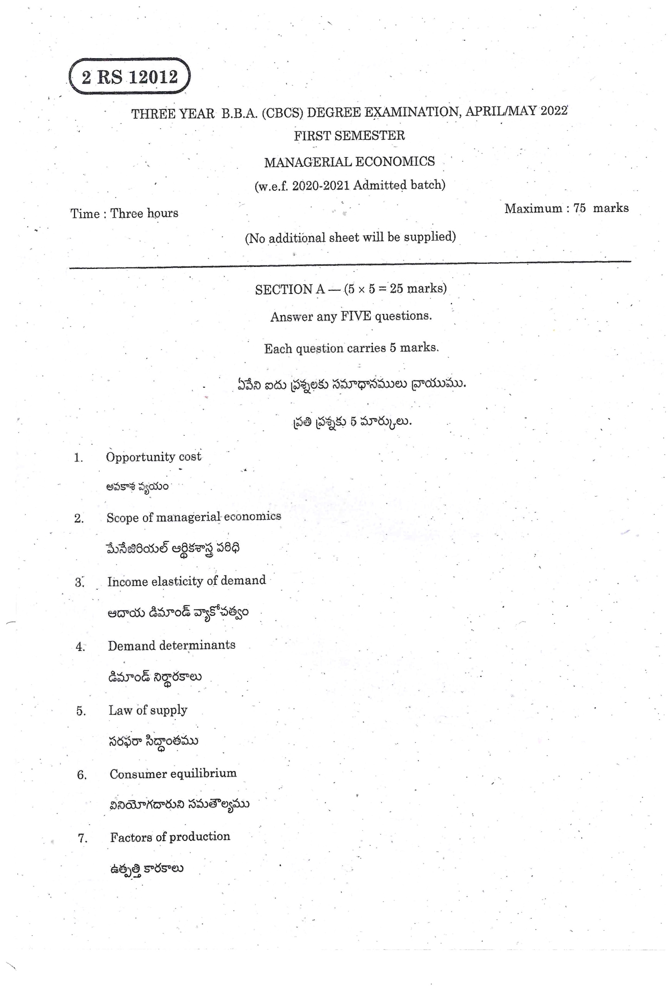 2 RS 12012
THREE YEAR B.B.A. (CBCS) DEGREE EXAMINATION, APRIL/MAY 2022
FIRST SEMESTER
MANAGERIAL ECONOMICS
(w.e.f. 2020-2021 Admitted batch)
Time : Three hours
Maximum : 75 marks
(No additional sheet will be supplied)
SECTION A — (5 × 5 = 25 marks)
Answer any FIVE questions.
Each question carries 5 marks.
ఏవేని ఐదు ప్రశ్నలకు సమాధానములు వ్రాయుము.
ప్రతి ప్రశ్నకు 5 మార్కులు.
1. Opportunity cost
అవకాశ వ్యయం
2. Scope of managerial economics
మేనేజిరియల్ ఆర్థికశాస్త్ర పరిధి
3. Income elasticity of demand
ఆదాయ డిమాండ్ వ్యాకోచత్వం
4. Demand determinants
డిమాండ్ నిర్ధారకాలు
5. Law of supply
సరఫరా సిద్ధాంతము
6. Consumer equilibrium
వినియోగదారుని సమతౌల్యము
7. Factors of production
ఉత్పత్తి కారకాలు